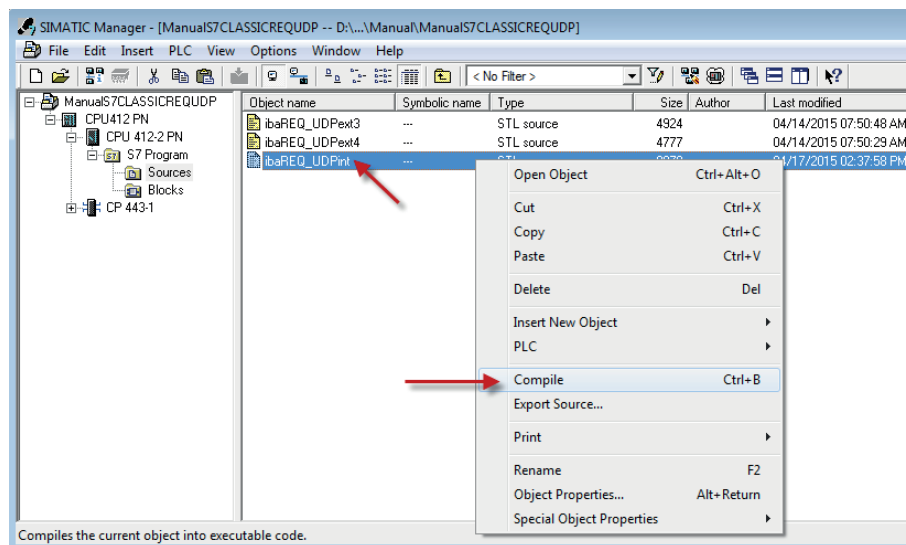 SIMATIC Manager - [ManualS7CLASSICREQUDP -- D:\...\Manual\ManualS7CLASSICREQUDP]
File Edit Insert PLC View Options Window Help
< No Filter >
ManualS7CLASSICREQUDP
CPU412 PN
CPU 412-2 PN
S7 Program
Sources
Blocks
CP 443-1
Object name Symbolic name Type Size Author Last modified
ibaREQ_UDPext3 --- STL source 4924 04/14/2015 07:50:48 AM
ibaREQ_UDPext4 --- STL source 4777 04/14/2015 07:50:29 AM
ibaREQ_UDPint --- 04/17/2015 02:37:58 PM
Open Object Ctrl+Alt+O
Cut Ctrl+X
Copy Ctrl+C
Paste Ctrl+V
Delete Del
Insert New Object
PLC
Compile Ctrl+B
Export Source...
Print
Rename F2
Object Properties... Alt+Return
Special Object Properties
Compiles the current object into executable code.